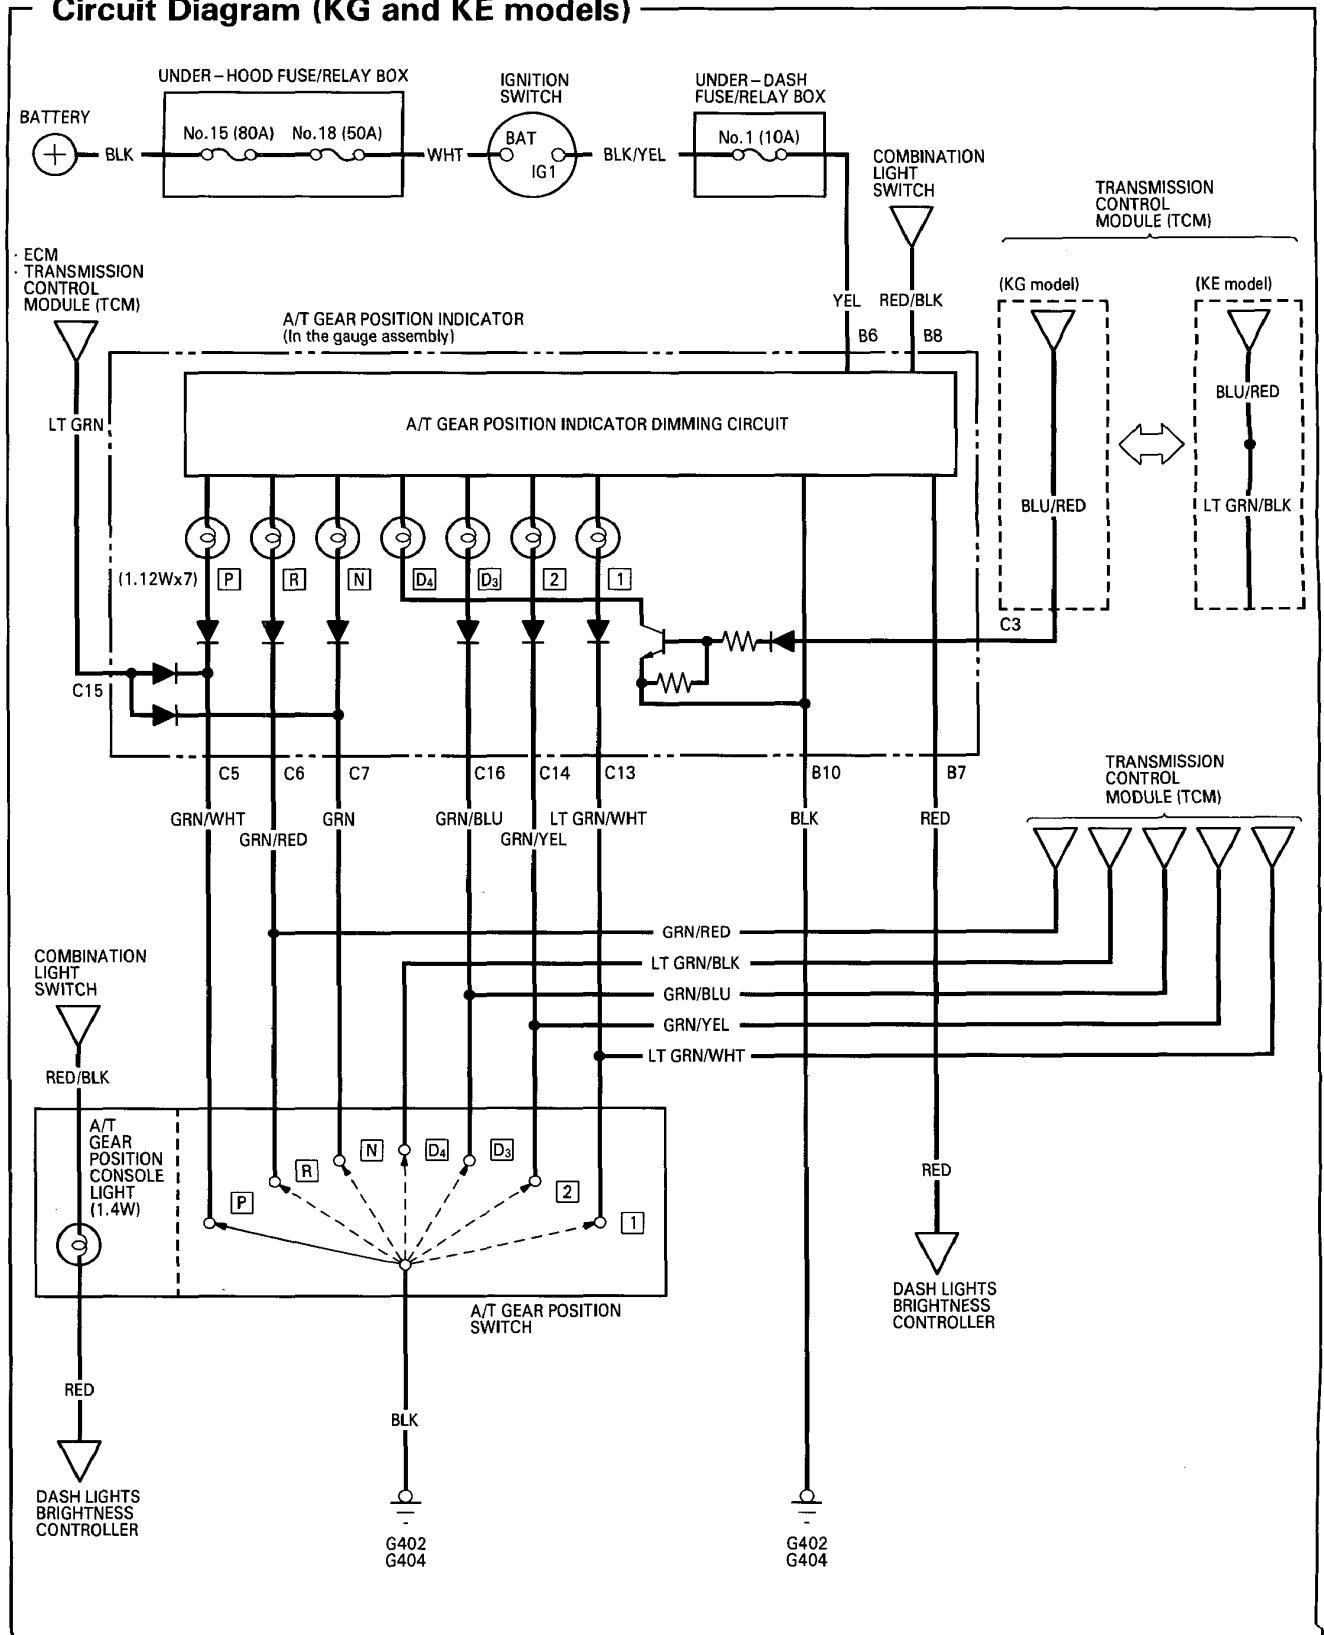 Circuit Diagram (KG and KE models)
UNDER-HOOD FUSE/RELAY BOX
IGNITION
SWITCH
UNDER-DASH
FUSE/RELAY BOX
BATTERY
No.15 (80A) No.18 (50A)
BAT
IG1
No.1 (10A)
BLK
WHT
BLK/YEL
COMBINATION
LIGHT
SWITCH
TRANSMISSION
CONTROL
MODULE (TCM)
· ECM
· TRANSMISSION
CONTROL
MODULE (TCM)
(KG model)
(KE model)
YEL
RED/BLK
A/T GEAR POSITION INDICATOR
(In the gauge assembly)
B6
B8
LT GRN
A/T GEAR POSITION INDICATOR DIMMING CIRCUIT
BLU/RED
BLU/RED
LT GRN/BLK
(1.12Wx7)
P
R
N
D4
D3
2
1
C3
C15
C5
C6
C7
C16
C14
C13
B10
B7
TRANSMISSION
CONTROL
MODULE (TCM)
GRN/WHT
GRN/RED
GRN
GRN/BLU
GRN/YEL
LT GRN/WHT
BLK
RED
GRN/RED
LT GRN/BLK
GRN/BLU
GRN/YEL
LT GRN/WHT
COMBINATION
LIGHT
SWITCH
RED/BLK
A/T
GEAR
POSITION
CONSOLE
LIGHT
(1.4W)
P
R
N
D4
D3
2
1
RED
A/T GEAR POSITION
SWITCH
DASH LIGHTS
BRIGHTNESS
CONTROLLER
RED
BLK
DASH LIGHTS
BRIGHTNESS
CONTROLLER
G402
G404
G402
G404